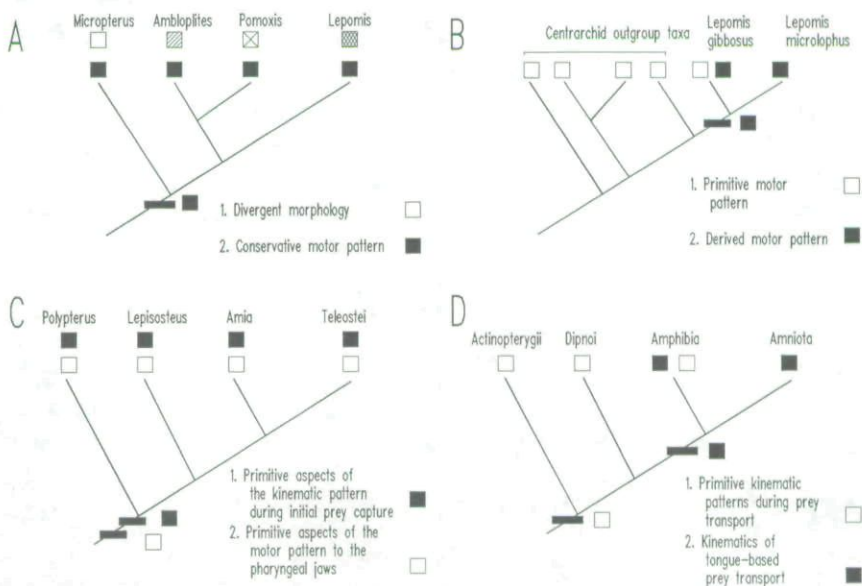 A
Micropterus Ambloplites Pomoxis Lepomis
1. Divergent morphology
2. Conservative motor pattern
B
Centrarchid outgroup taxa
Lepomis gibbosus
Lepomis microlophus
1. Primitive motor
pattern
2. Derived motor pattern
C
Polypterus Lepisosteus Amia Teleostei
1. Primitive aspects of
the kinematic pattern
during initial prey capture
2. Primitive aspects of the
motor pattern to the
pharyngeal jaws
D
Actinopterygii Dipnoi Amphibia Amniota
1. Primitive kinematic
patterns during prey
transport
2. Kinematics of
tongue-based
prey transport